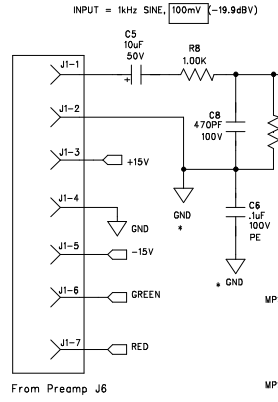 INPUT = 1kHz SINE, 100mV (-19.9dBV)
C5
10uF
50V
R8
1.00K
J1-1
J1-2
C8
470PF
100V
J1-3
+15V
J1-4
GND
GND
*
C6
.1uF
100V
PE
J1-5
-15V
* GND
J1-6
GREEN
MP
J1-7
RED
From Preamp J6
MP